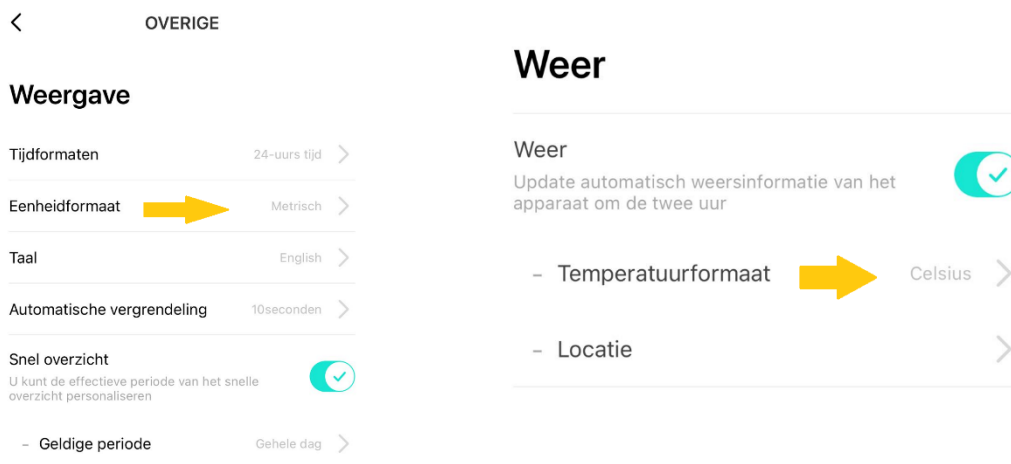 OVERIGE
Weergave
Tijdformaten 24-uurs tijd
Eenheidformaat Metrisch
Taal English
Automatische vergrendeling 10seconden
Snel overzicht
U kunt de effectieve periode van het snelle
overzicht personaliseren
- Geldige periode Gehele dag
Weer
Weer
Update automatisch weersinformatie van het
apparaat om de twee uur
- Temperatuurformaat Celsius
- Locatie